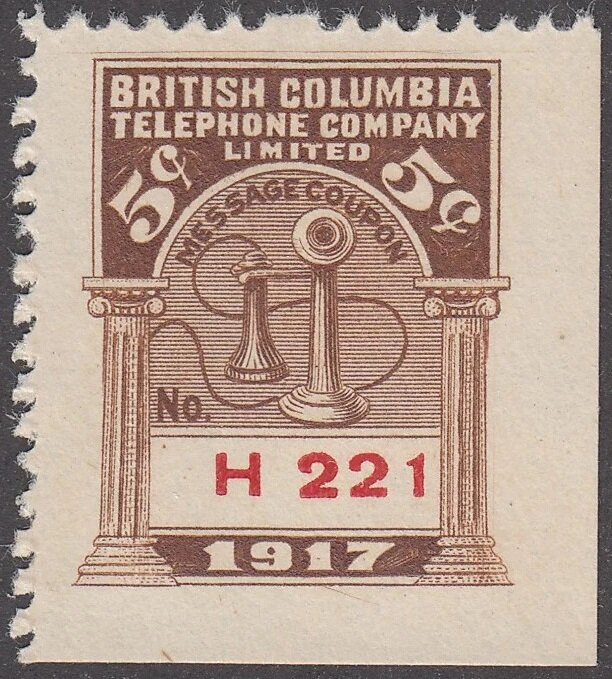 BRITISH COLUMBIA
TELEPHONE COMPANY
LIMITED
5¢ 5¢
MESSAGE COUPON
No.
H 221
1917